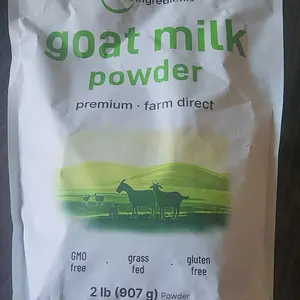 goat milk
powder
premium · farm direct
GMO free · grass fed · gluten free
2 lb (907 g) Powder